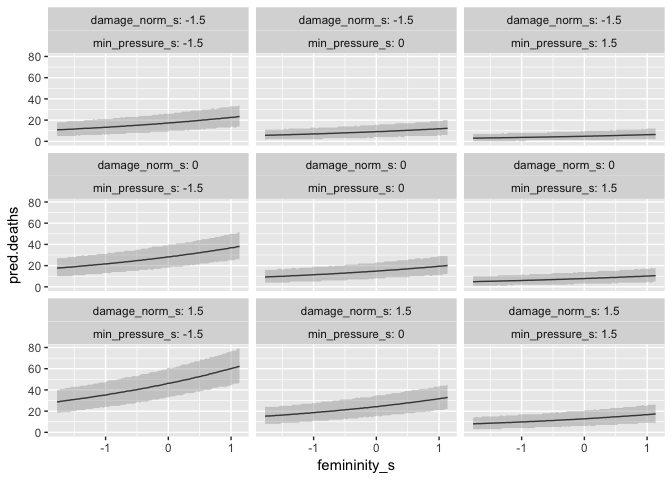 damage_norm_s: -1.5 damage_norm_s: -1.5 damage_norm_s: -1.5
min_pressure_s: -1.5 min_pressure_s: 0 min_pressure_s: 1.5
80
60
40
20
0
damage_norm_s: 0 damage_norm_s: 0 damage_norm_s: 0
min_pressure_s: -1.5 min_pressure_s: 0 min_pressure_s: 1.5
80
60
40
20
0
pred.deaths
damage_norm_s: 1.5 damage_norm_s: 1.5 damage_norm_s: 1.5
min_pressure_s: -1.5 min_pressure_s: 0 min_pressure_s: 1.5
80
60
40
20
0
-1 0 1 -1 0 1 -1 0 1
femininity_s